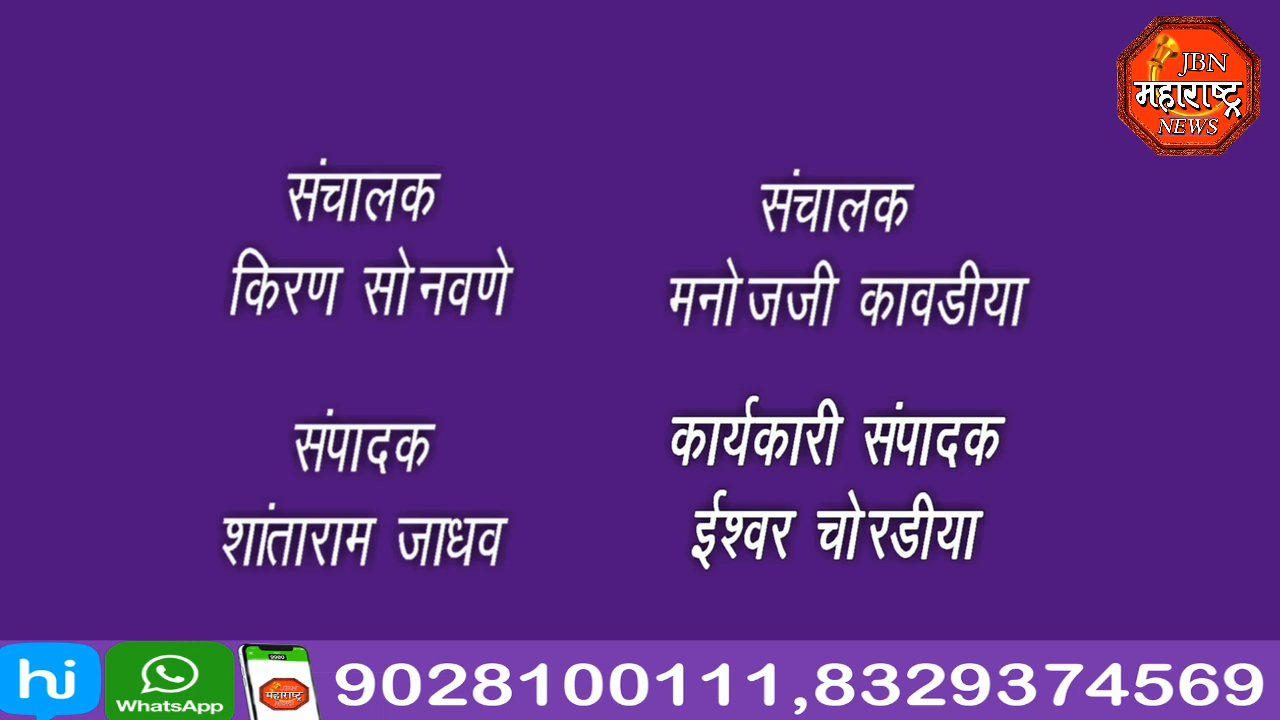 JBN
महाराष्ट्र
NEWS
संचालक
किरण सोनवणे
संचालक
मनोजजी कावडीया
संपादक
शांताराम जाधव
कार्यकारी संपादक
ईश्वर चोरडीया
hi
WhatsApp
महाराष्ट्र
9028100111,8329374569